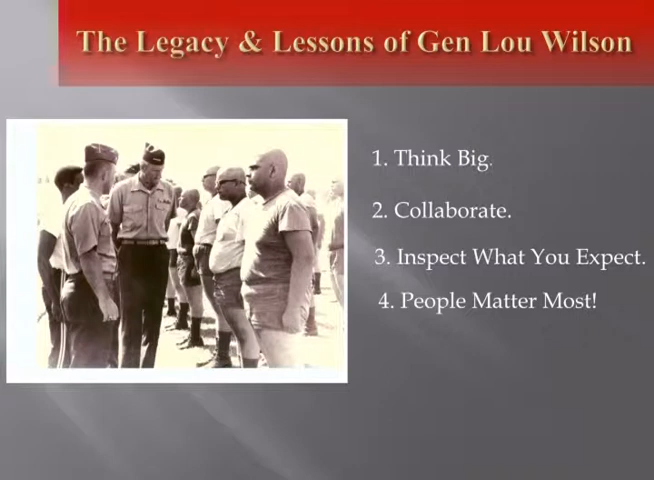 The Legacy & Lessons of Gen Lou Wilson
1. Think Big.
2. Collaborate.
3. Inspect What You Expect.
4. People Matter Most!